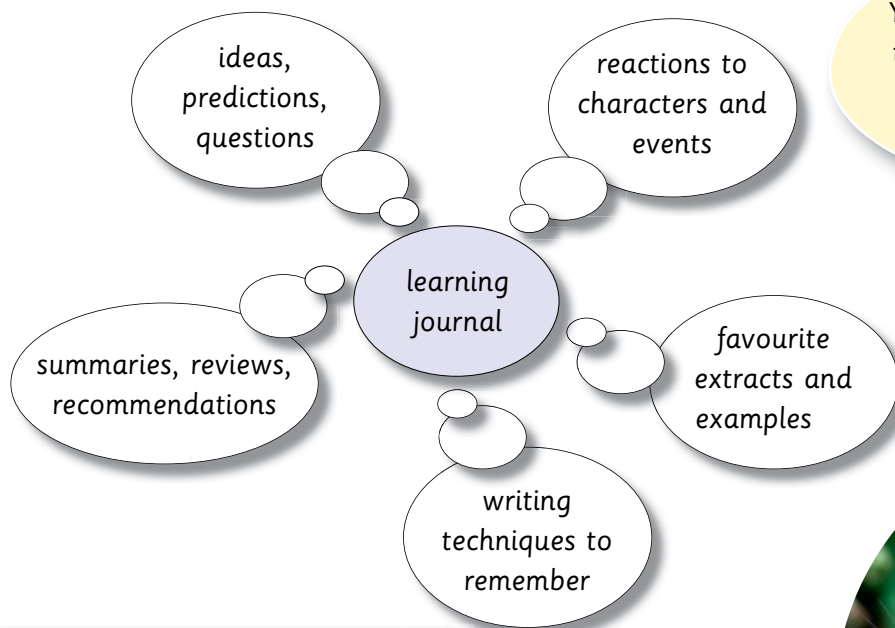 ideas,
predictions,
questions
reactions to
characters and
events
learning
journal
summaries, reviews,
recommendations
favourite
extracts and
examples
writing
techniques to
remember